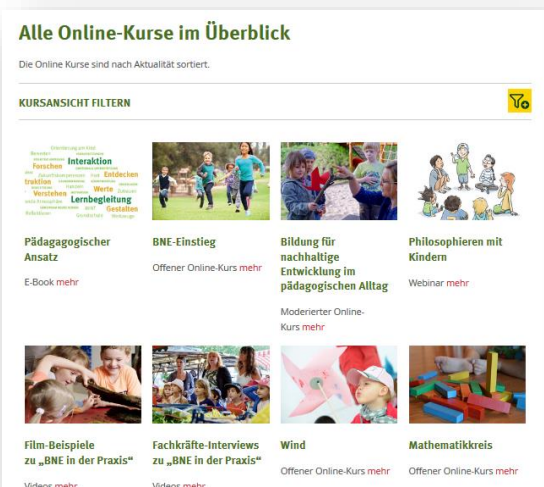 Alle Online-Kurse im Überblick
Die Online Kurse sind nach Aktualität sortiert.
KURSANSICHT FILTERN
Interaktion
Forschen
Entdecken
Werte
Verstehen
Lernbegleitung
Gestalten
Pädagagogischer
Ansatz
E-Book mehr
BNE-Einstieg
Offener Online-Kurs mehr
Bildung für
nachhaltige
Entwicklung im
pädagogischen Alltag
Moderierter Online-
Kurs mehr
Philosophieren mit
Kindern
Webinar mehr
Film-Beispiele
zu „BNE in der Praxis“
Videos mehr
Fachkräfte-Interviews
zu „BNE in der Praxis“
Videos mehr
Wind
Offener Online-Kurs mehr
Mathematikkreis
Offener Online-Kurs mehr